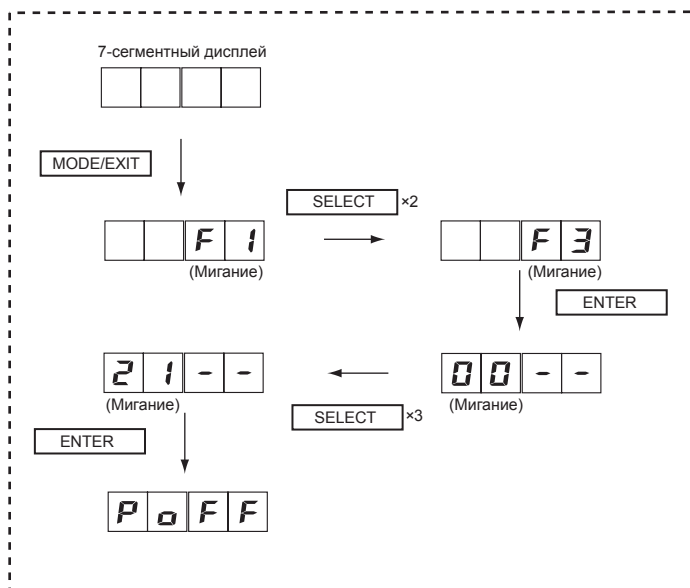 7-сегментный дисплей
MODE/EXIT
SELECT ×2
F 1
F 3
(Мигание)
(Мигание)
ENTER
2 1 - -
0 0 - -
(Мигание)
(Мигание)
SELECT ×3
ENTER
P o F F